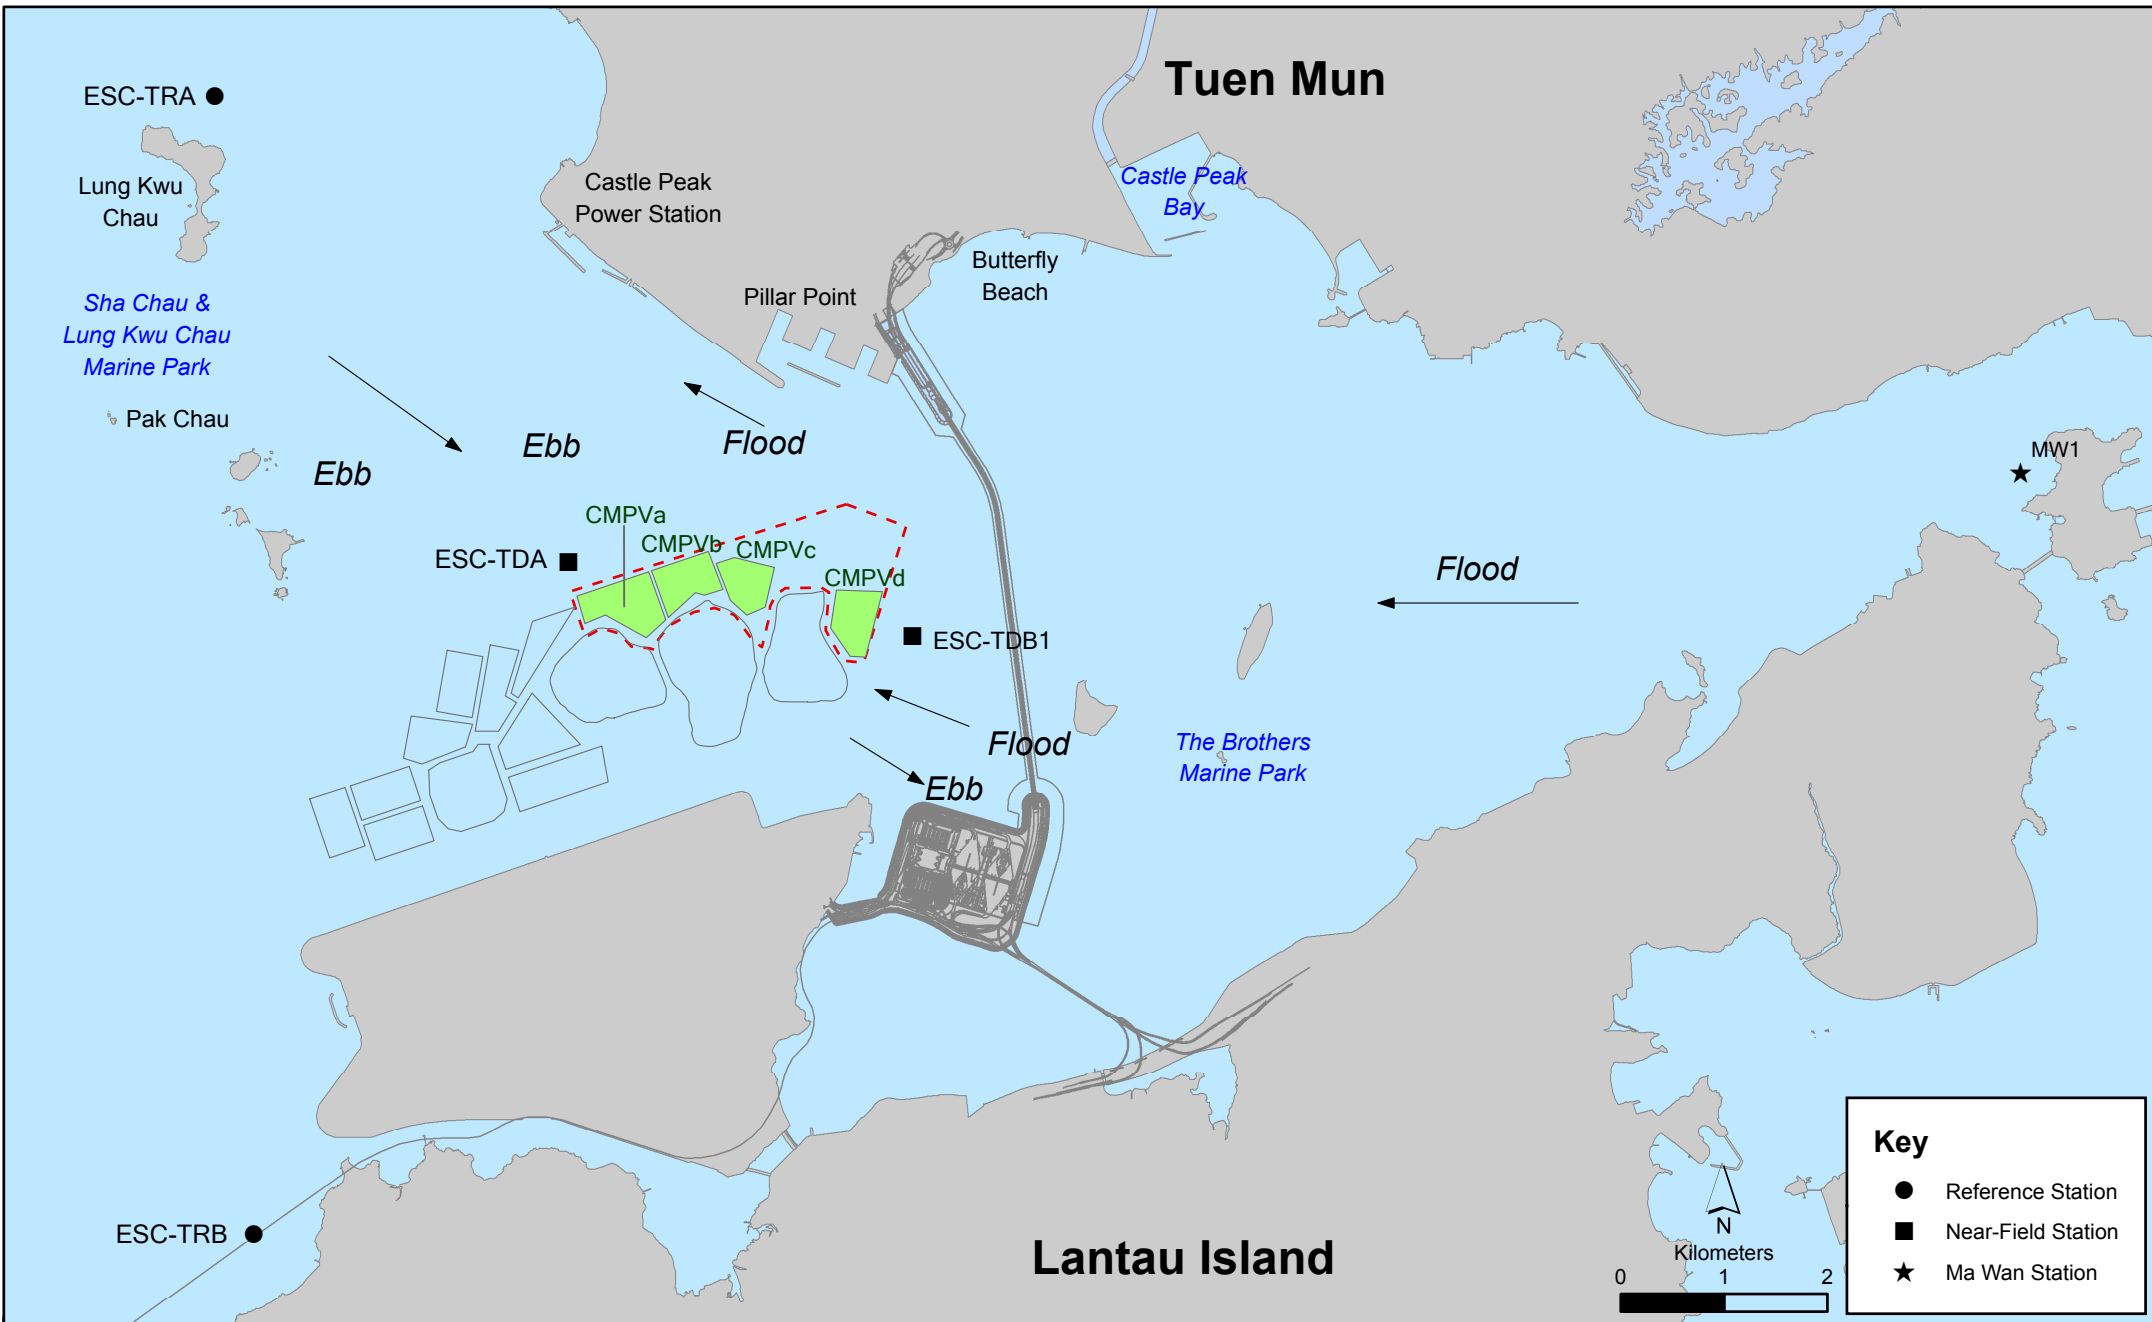 Tuen Mun
ESC-TRA
Lung Kwu
Chau
Castle Peak
Power Station
Castle Peak
Bay
Butterfly
Beach
Pillar Point
Sha Chau &
Lung Kwu Chau
Marine Park
Pak Chau
Ebb
Ebb
Flood
MW1
CMPVa
CMPVb
CMPVc
CMPVd
ESC-TDA
ESC-TDB1
Flood
Flood
Ebb
The Brothers
Marine Park
ESC-TRB
Lantau Island
N
Kilometers
0 1 2
Key
Reference Station
Near-Field Station
Ma Wan Station